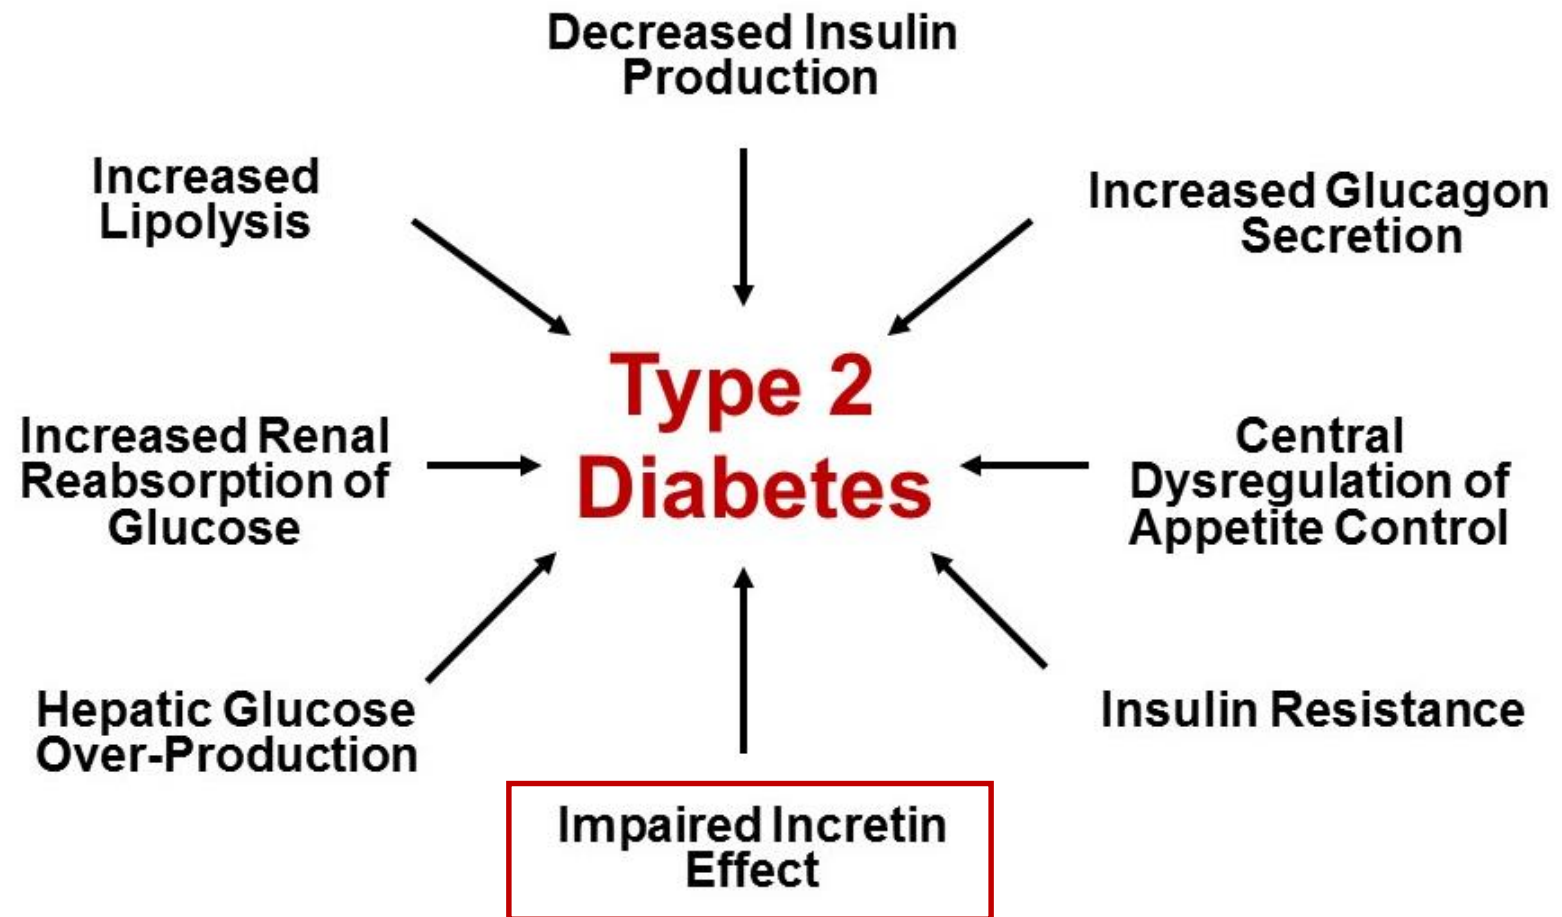 Decreased Insulin
Production
Increased
Lipolysis
Increased Glucagon
Secretion
Type 2
Diabetes
Increased Renal
Reabsorption of
Glucose
Central
Dysregulation of
Appetite Control
Hepatic Glucose
Over-Production
Insulin Resistance
Impaired Incretin
Effect